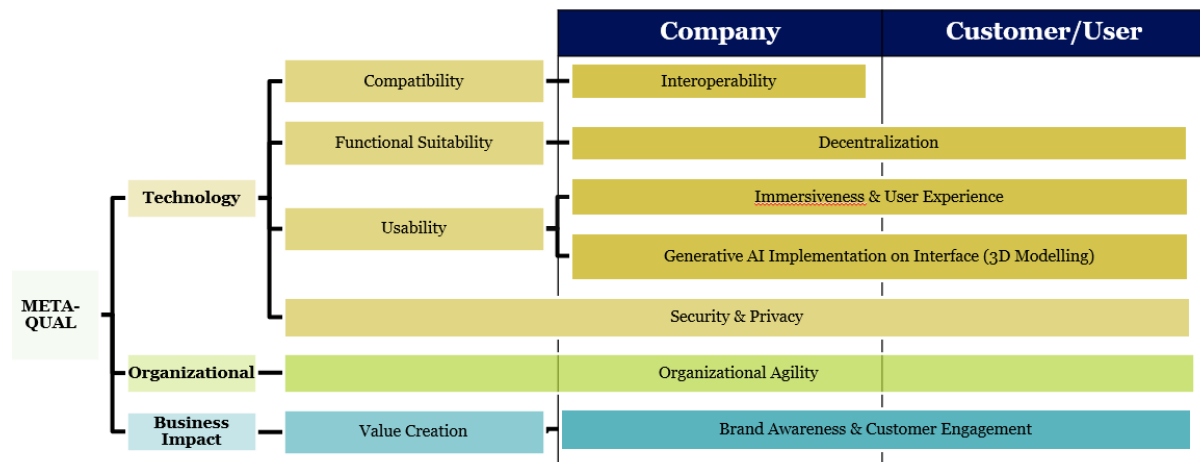 Company
Customer/User
Compatibility
Interoperability
Functional Suitability
Decentralization
Technology
Immersiveness & User Experience
Usability
Generative AI Implementation on Interface (3D Modelling)
META-
QUAL
Security & Privacy
Organizational
Organizational Agility
Business
Impact
Value Creation
Brand Awareness & Customer Engagement